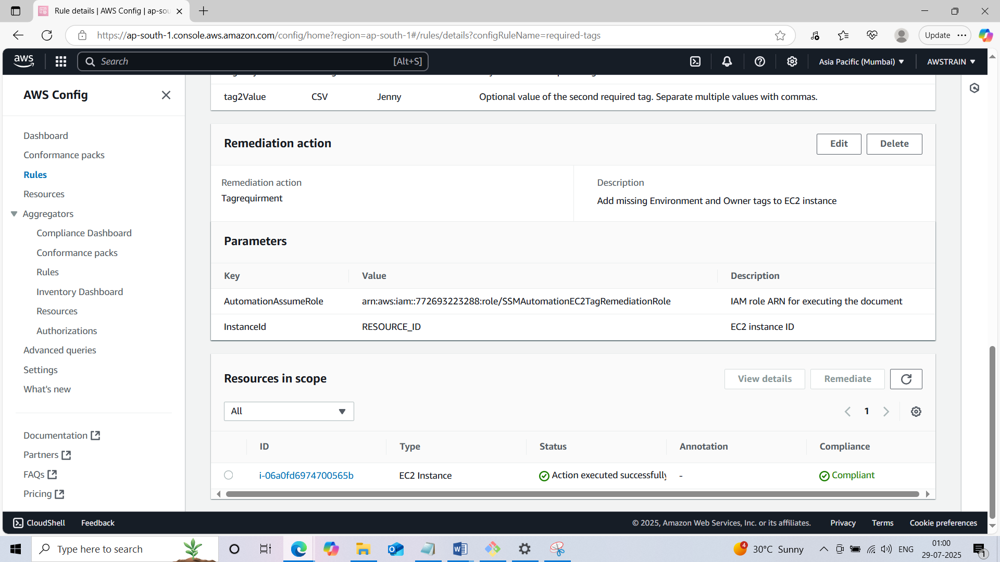 Rule details | AWS Config | ap-sou
https://ap-south-1.console.aws.amazon.com/config/home?region=ap-south-1#/rules/details?configRuleName=required-tags
Update
aws
Search
[Alt+S]
Asia Pacific (Mumbai)
AWSTRAIN
AWS Config
Dashboard
Conformance packs
Rules
Resources
Aggregators
Compliance Dashboard
Conformance packs
Rules
Inventory Dashboard
Resources
Authorizations
Advanced queries
Settings
What's new
Documentation
Partners
FAQs
Pricing
tag2Value CSV Jenny Optional value of the second required tag. Separate multiple values with commas.
Remediation action
Edit
Delete
Remediation action
Tagrequirment
Description
Add missing Environment and Owner tags to EC2 instance
Parameters
Key Value Description
AutomationAssumeRole arn:aws:iam::772693223288:role/SSMAutomationEC2TagRemediationRole IAM role ARN for executing the document
InstanceId RESOURCE_ID EC2 instance ID
Resources in scope
View details
Remediate
All
1
ID Type Status Annotation Compliance
i-06a0fd6974700565b EC2 Instance Action executed successfully - Compliant
CloudShell
Feedback
© 2025, Amazon Web Services, Inc. or its affiliates.
Privacy
Terms
Cookie preferences
Type here to search
4
30°C Sunny
ENG
01:00
29-07-2025
1